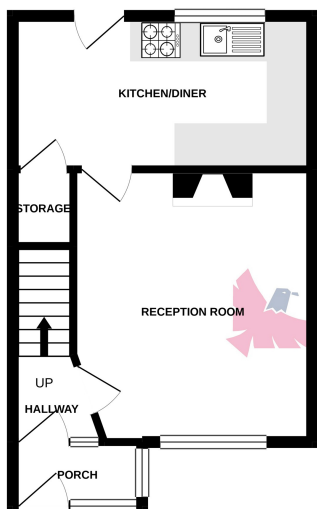 KITCHEN/DINER
STORAGE
RECEPTION ROOM
UP
HALLWAY
PORCH